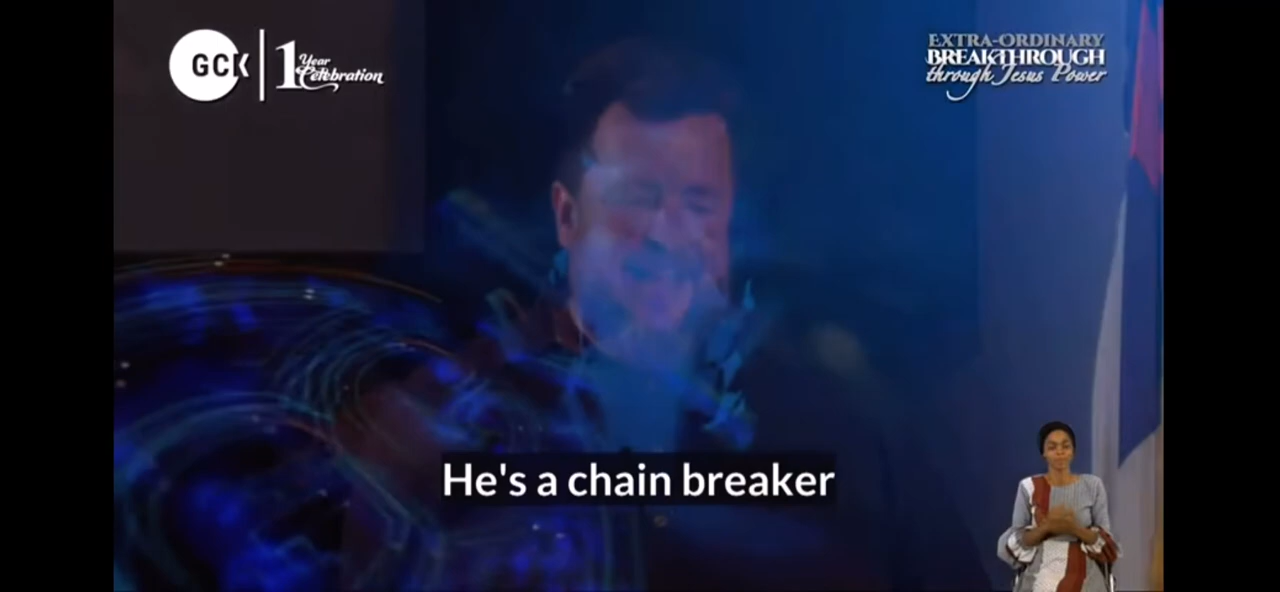 GCK
1 Year
Celebration
EXTRA-ORDINARY
BREAKTHROUGH
through Jesus Power
He's a chain breaker